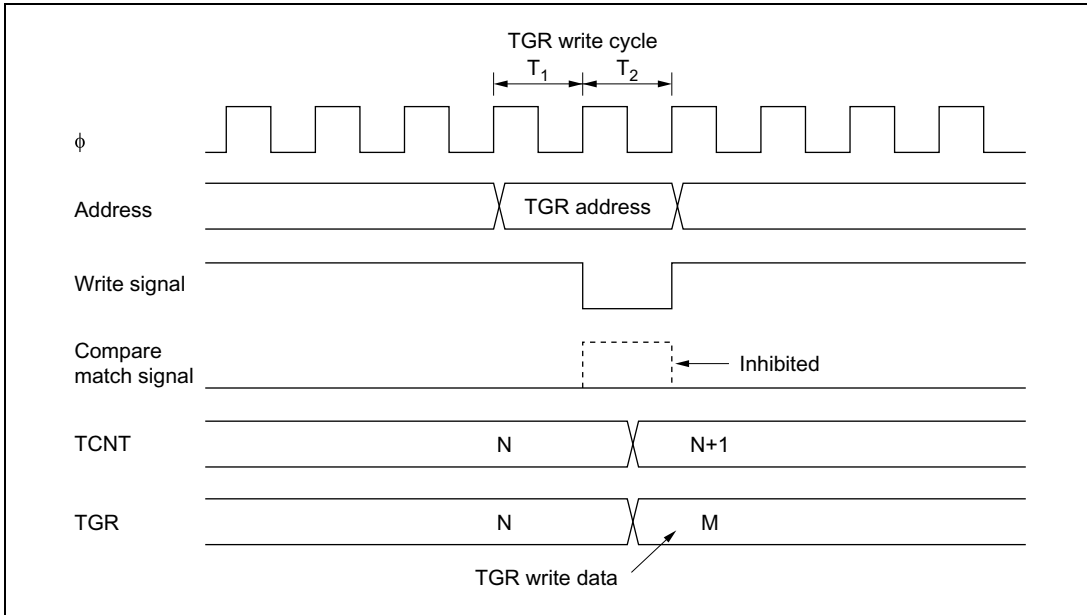 TGR write cycle
T1 T2
ϕ
Address
TGR address
Write signal
Compare
match signal
Inhibited
TCNT
N
N+1
TGR
N
M
TGR write data